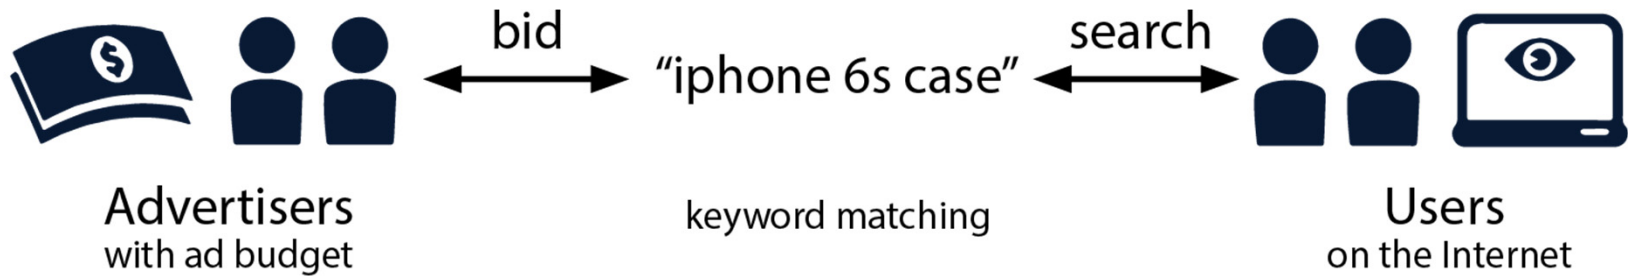 bid
search
“iphone 6s case”
Advertisers
with ad budget
keyword matching
Users
on the Internet